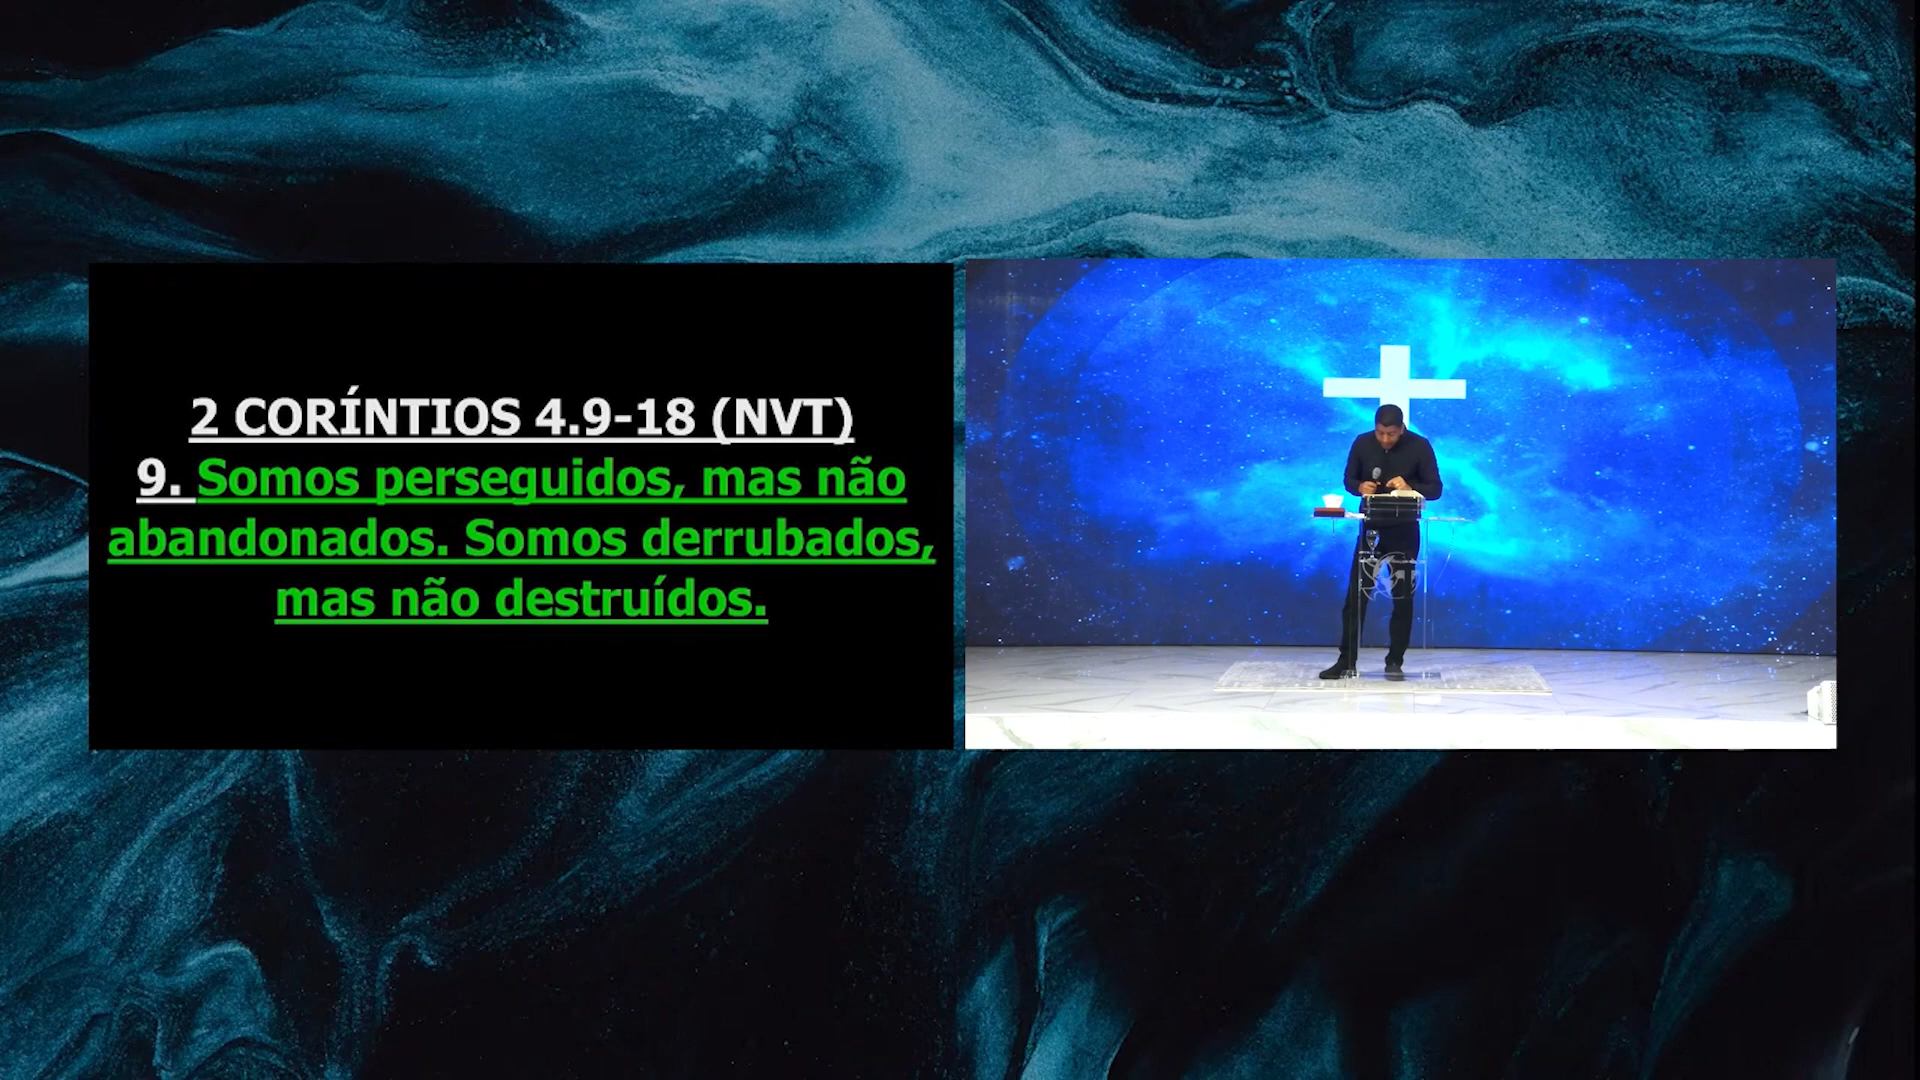 2 CORÍNTIOS 4.9-18 (NVT)
9. Somos perseguidos, mas não
abandonados. Somos derrubados,
mas não destruídos.